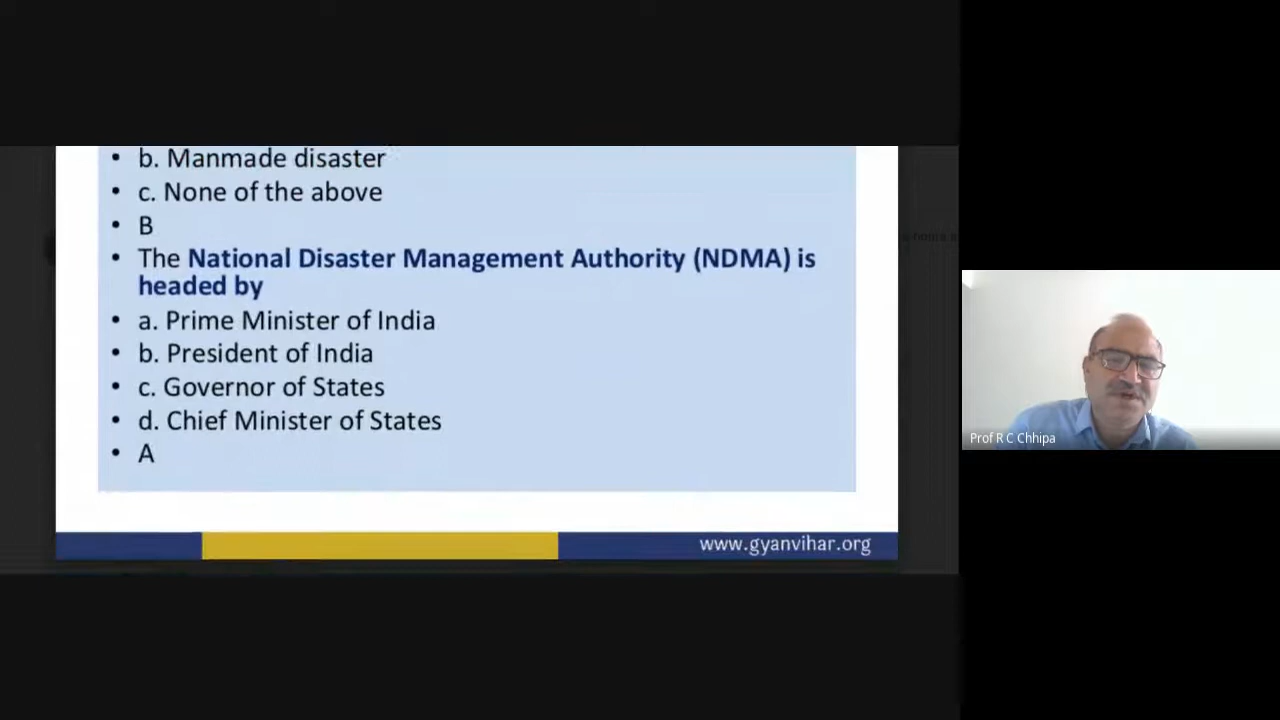 • b. Manmade disaster
• c. None of the above
• B
• The National Disaster Management Authority (NDMA) is
headed by
• a. Prime Minister of India
• b. President of India
• c. Governor of States
• d. Chief Minister of States
• A
www.gyanvihar.org
Prof R C Chhipa